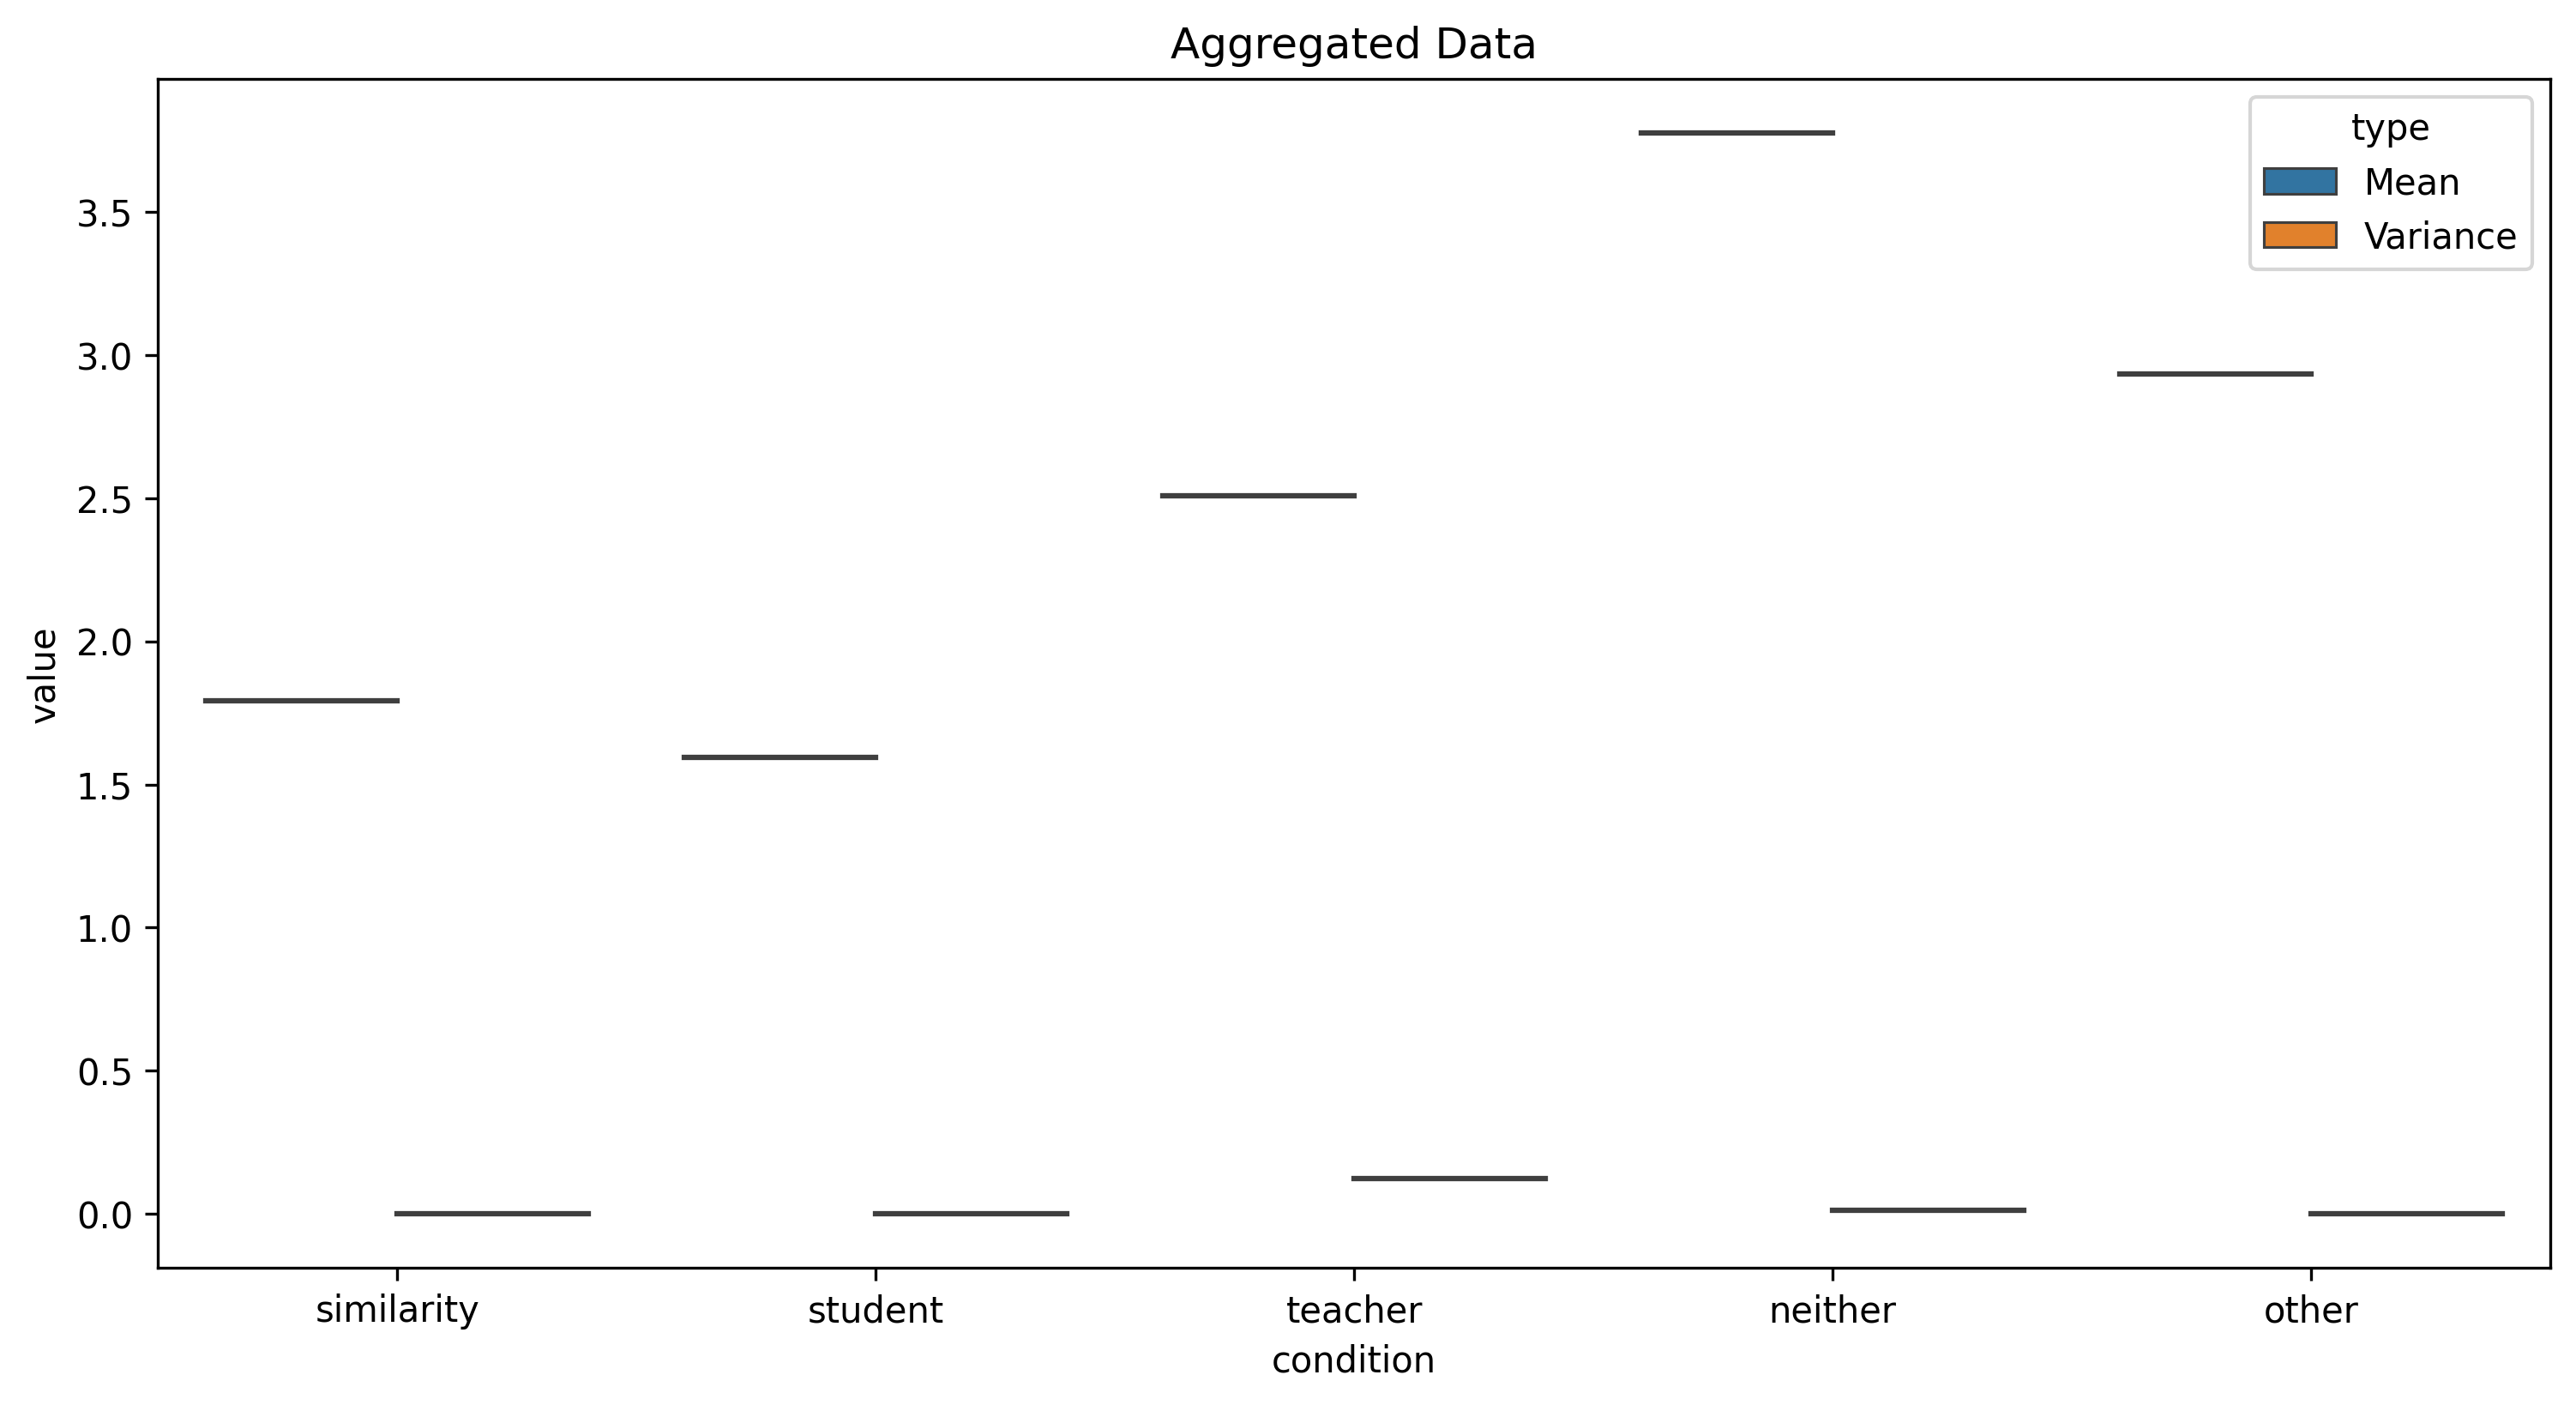 Aggregated Data
type
Mean
Variance
value
3.5
3.0
2.5
2.0
1.5
1.0
0.5
0.0
similarity student teacher neither other
condition